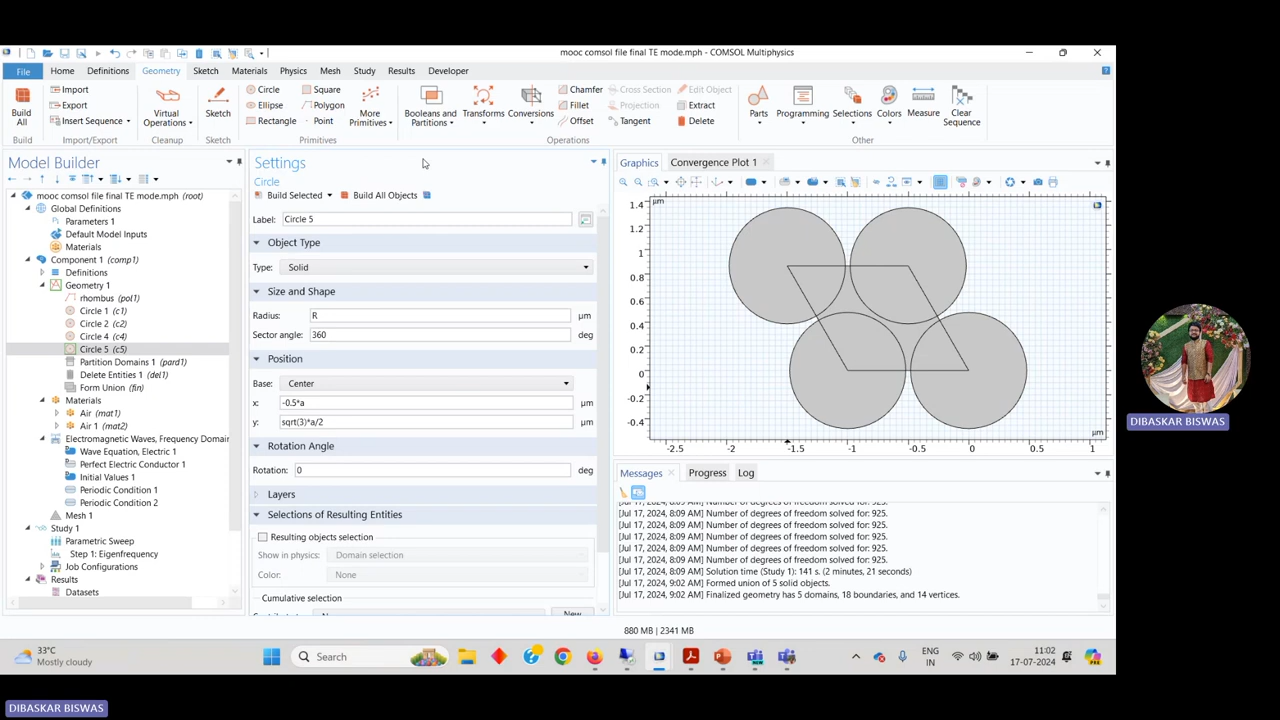 mooc comsol file final TE mode.mph - COMSOL Multiphysics
File Home Definitions Geometry Sketch Materials Physics Mesh Study Results Developer
Build All
Build
Import
Export
Insert Sequence
Import/Export
Virtual Operations
Cleanup
Sketch
Sketch
Circle
Ellipse
Rectangle
Square
Polygon
Point
More Primitives
Primitives
Booleans and Partitions
Transforms
Conversions
Chamfer
Fillet
Offset
Cross Section
Projection
Tangent
Edit Object
Extract
Delete
Operations
Parts
Programming
Selections
Colors
Measure
Clear Sequence
Other
Model Builder
mooc comsol file final TE mode.mph (root)
Global Definitions
Parameters 1
Default Model Inputs
Materials
Component 1 (comp1)
Definitions
Geometry 1
rhombus (pol1)
Circle 1 (c1)
Circle 2 (c2)
Circle 4 (c4)
Circle 5 (c5)
Partition Domains 1 (pard1)
Delete Entities 1 (del1)
Form Union (fin)
Materials
Air (mat1)
Air 1 (mat2)
Electromagnetic Waves, Frequency Domain
Wave Equation, Electric 1
Perfect Electric Conductor 1
Initial Values 1
Periodic Condition 1
Periodic Condition 2
Mesh 1
Study 1
Parametric Sweep
Step 1: Eigenfrequency
Job Configurations
Results
Datasets
Settings
Circle
Build Selected Build All Objects
Label: Circle 5
Object Type
Type: Solid
Size and Shape
Radius: R µm
Sector angle: 360 deg
Position
Base: Center
x: -0.5*a µm
y: sqrt(3)*a/2 µm
Rotation Angle
Rotation: 0 deg
Layers
Selections of Resulting Entities
Resulting objects selection
Show in physics: Domain selection
Color: None
Cumulative selection
New
Graphics Convergence Plot 1
µm
1.4
1.2
1
0.8
0.6
0.4
0.2
0
-0.2
-0.4
µm
-2.5 -2 -1.5 -1 -0.5 0 0.5 1
Messages Progress Log
[Jul 17, 2024, 8:09 AM] Number of degrees of freedom solved for: 925.
[Jul 17, 2024, 8:09 AM] Number of degrees of freedom solved for: 925.
[Jul 17, 2024, 8:09 AM] Number of degrees of freedom solved for: 925.
[Jul 17, 2024, 8:09 AM] Number of degrees of freedom solved for: 925.
[Jul 17, 2024, 8:09 AM] Number of degrees of freedom solved for: 925.
[Jul 17, 2024, 8:09 AM] Number of degrees of freedom solved for: 925.
[Jul 17, 2024, 8:09 AM] Solution time (Study 1): 141 s. (2 minutes, 21 seconds)
[Jul 17, 2024, 9:02 AM] Formed union of 5 solid objects.
[Jul 17, 2024, 9:02 AM] Finalized geometry has 5 domains, 18 boundaries, and 14 vertices.
880 MB | 2341 MB
33°C
Mostly cloudy
Search
ENG
IN
11:02
17-07-2024
DIBASKAR BISWAS
DIBASKAR BISWAS